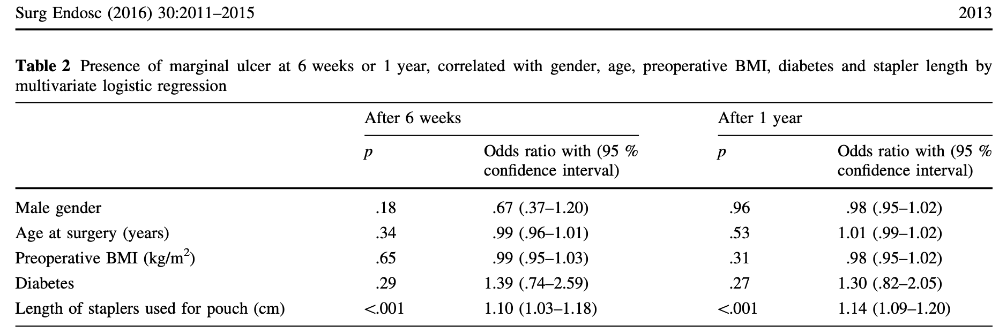 Surg Endosc (2016) 30:2011–2015 2013
Table 2 Presence of marginal ulcer at 6 weeks or 1 year, correlated with gender, age, preoperative BMI, diabetes and stapler length by
multivariate logistic regression
After 6 weeks After 1 year
p Odds ratio with (95 % confidence interval) p Odds ratio with (95 % confidence interval)
Male gender .18 .67 (.37–1.20) .96 .98 (.95–1.02)
Age at surgery (years) .34 .99 (.96–1.01) .53 1.01 (.99–1.02)
Preoperative BMI (kg/m²) .65 .99 (.95–1.03) .31 .98 (.95–1.02)
Diabetes .29 1.39 (.74–2.59) .27 1.30 (.82–2.05)
Length of staplers used for pouch (cm) <.001 1.10 (1.03–1.18) <.001 1.14 (1.09–1.20)